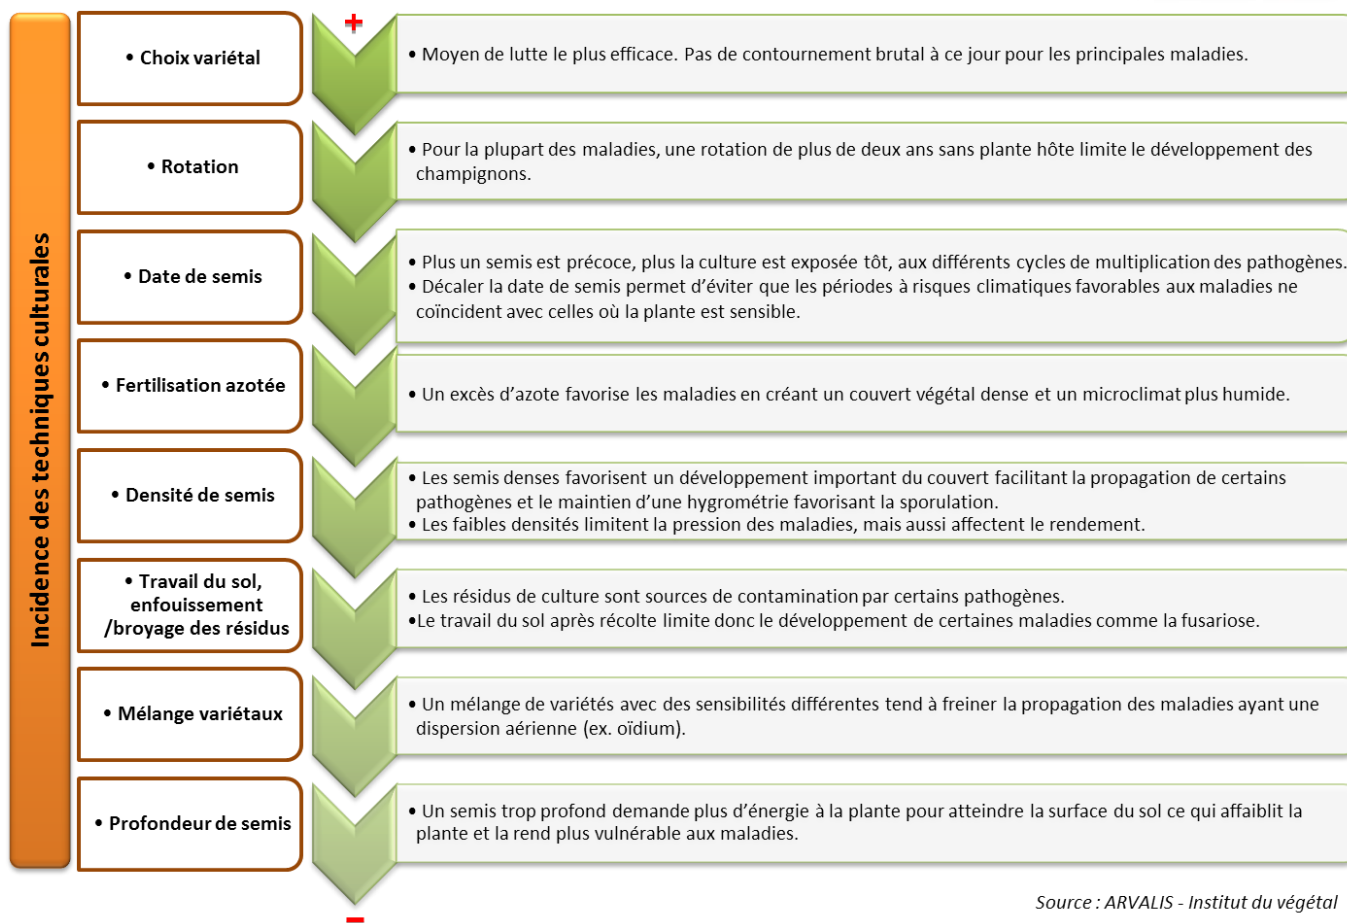 Incidence des techniques culturales
+
• Choix variétal
• Moyen de lutte le plus efficace. Pas de contournement brutal à ce jour pour les principales maladies.
• Rotation
• Pour la plupart des maladies, une rotation de plus de deux ans sans plante hôte limite le développement des
champignons.
• Date de semis
• Plus un semis est précoce, plus la culture est exposée tôt, aux différents cycles de multiplication des pathogènes.
• Décaler la date de semis permet d’éviter que les périodes à risques climatiques favorables aux maladies ne
coïncident avec celles où la plante est sensible.
• Fertilisation azotée
• Un excès d’azote favorise les maladies en créant un couvert végétal dense et un microclimat plus humide.
• Densité de semis
• Les semis denses favorisent un développement important du couvert facilitant la propagation de certains
pathogènes et le maintien d’une hygrométrie favorisant la sporulation.
• Les faibles densités limitent la pression des maladies, mais aussi affectent le rendement.
• Travail du sol,
enfouissement
/broyage des résidus
• Les résidus de culture sont sources de contamination par certains pathogènes.
•Le travail du sol après récolte limite donc le développement de certaines maladies comme la fusariose.
• Mélange variétaux
• Un mélange de variétés avec des sensibilités différentes tend à freiner la propagation des maladies ayant une
dispersion aérienne (ex. oïdium).
• Profondeur de semis
• Un semis trop profond demande plus d’énergie à la plante pour atteindre la surface du sol ce qui affaiblit la
plante et la rend plus vulnérable aux maladies.
–
Source : ARVALIS - Institut du végétal